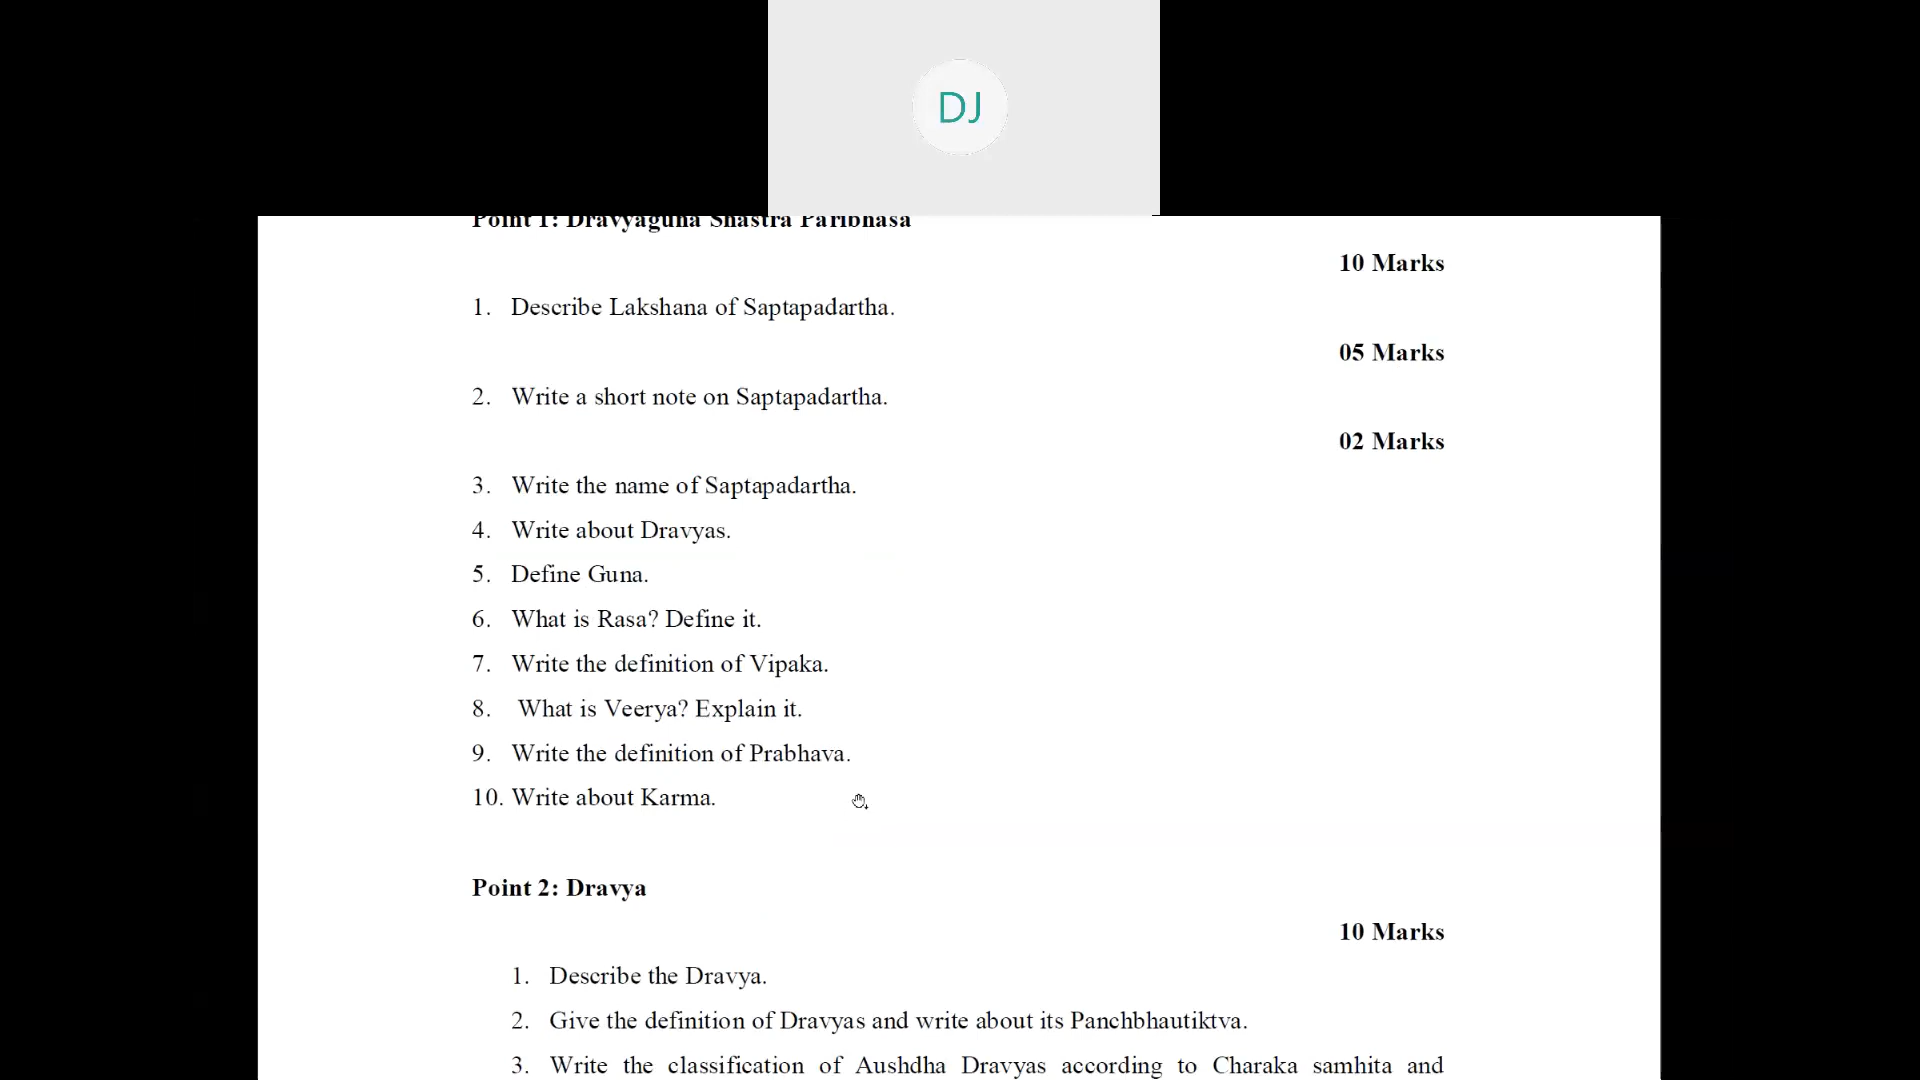 DJ
Point 1: Dravyaguna Shastra Paribhasa
10 Marks
1. Describe Lakshana of Saptapadartha.
05 Marks
2. Write a short note on Saptapadartha.
02 Marks
3. Write the name of Saptapadartha.
4. Write about Dravyas.
5. Define Guna.
6. What is Rasa? Define it.
7. Write the definition of Vipaka.
8. What is Veerya? Explain it.
9. Write the definition of Prabhava.
10. Write about Karma.
Point 2: Dravya
10 Marks
1. Describe the Dravya.
2. Give the definition of Dravyas and write about its Panchbhautiktva.
3. Write the classification of Aushdha Dravyas according to Charaka samhita and